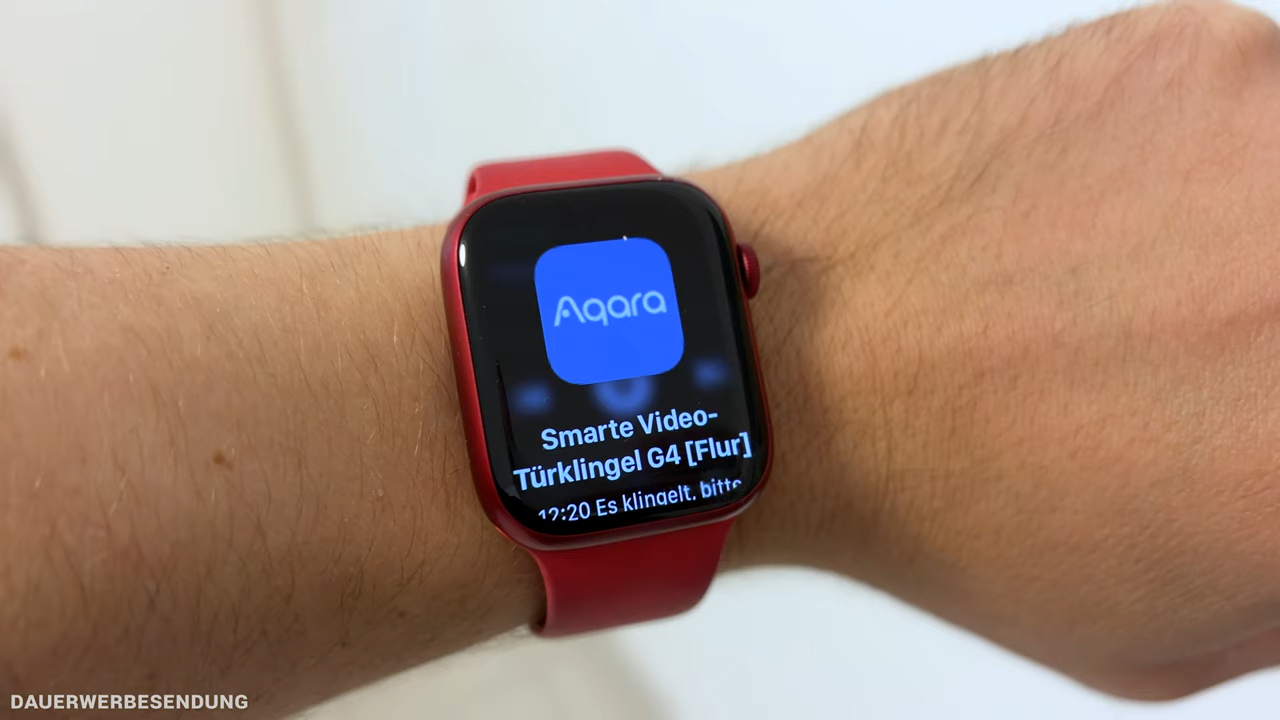 Aqara
Smarte Video-
Türklingel G4 [Flur]
12:20 Es klingelt, bitte
DAUERWERBESENDUNG